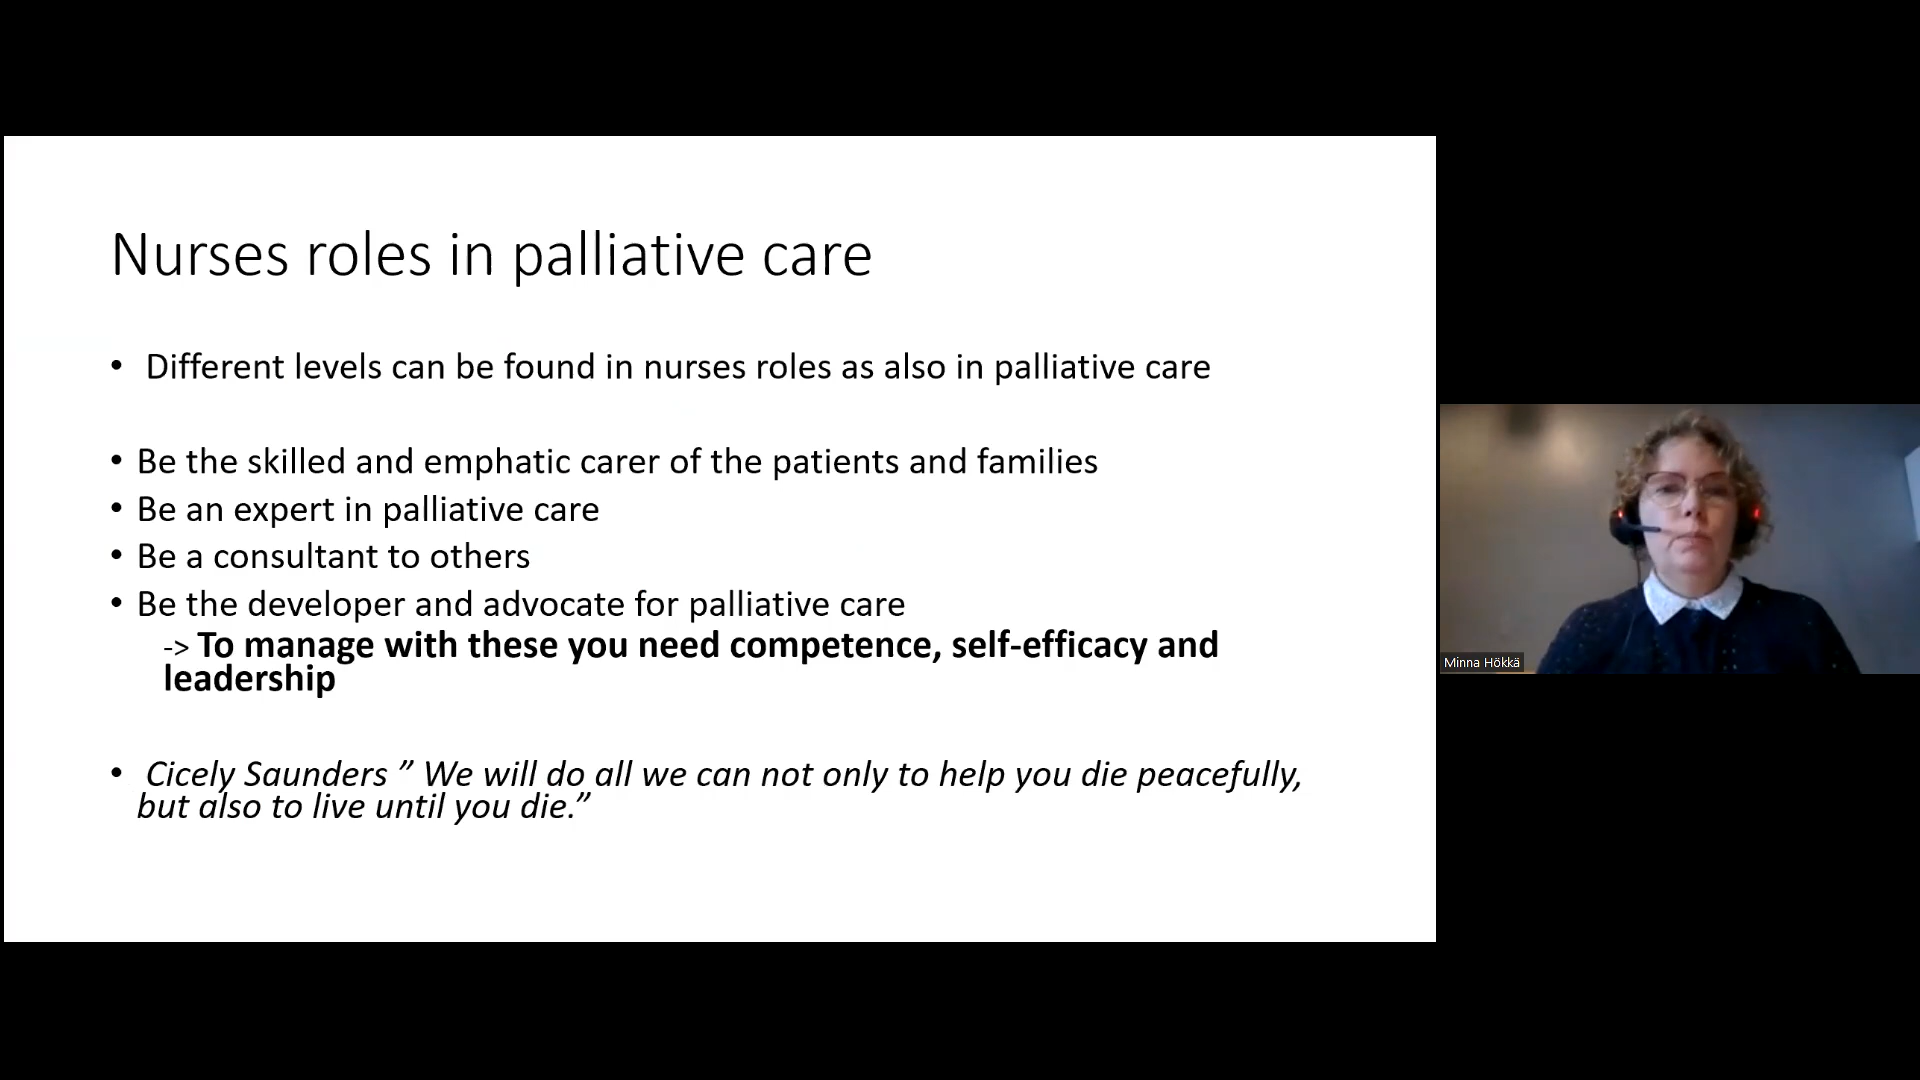 Nurses roles in palliative care
• Different levels can be found in nurses roles as also in palliative care
• Be the skilled and emphatic carer of the patients and families
• Be an expert in palliative care
• Be a consultant to others
• Be the developer and advocate for palliative care
-> To manage with these you need competence, self-efficacy and
leadership
• Cicely Saunders ” We will do all we can not only to help you die peacefully,
but also to live until you die.”
Minna Hökkä